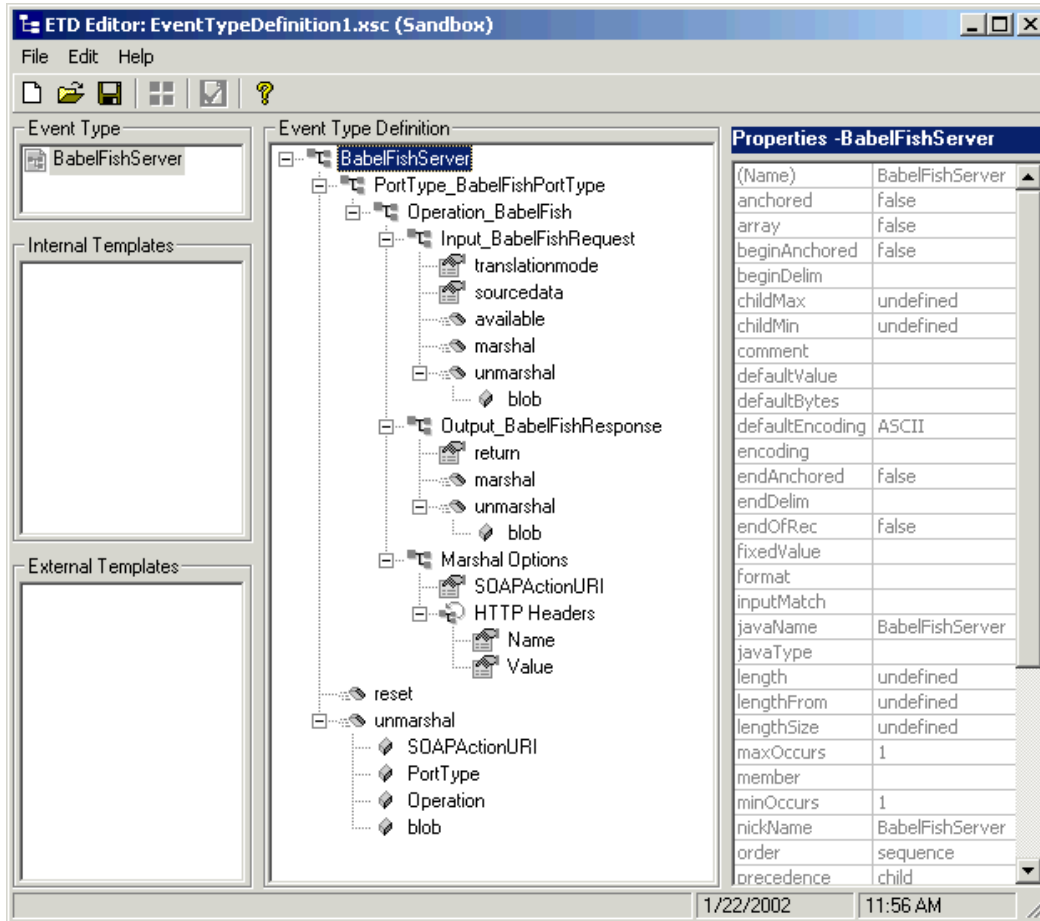 ETD Editor: EventTypeDefinition1.xsc (Sandbox)
File Edit Help
Event Type
BabelFishServer
Internal Templates
External Templates
Event Type Definition
BabelFishServer
PortType_BabelFishPortType
Operation_BabelFish
Input_BabelFishRequest
translationmode
sourcedata
available
marshal
unmarshal
blob
Output_BabelFishResponse
return
marshal
unmarshal
blob
Marshal Options
SOAPActionURI
HTTP Headers
Name
Value
reset
unmarshal
SOAPActionURI
PortType
Operation
blob
Properties -BabelFishServer
(Name) BabelFishServer
anchored false
array false
beginAnchored false
beginDelim
childMax undefined
childMin undefined
comment
defaultValue
defaultBytes
defaultEncoding ASCII
encoding
endAnchored false
endDelim
endOfRec false
fixedValue
format
inputMatch
javaName BabelFishServer
javaType
length undefined
lengthFrom undefined
lengthSize undefined
maxOccurs 1
member
minOccurs 1
nickName BabelFishServer
order sequence
precedence child
1/22/2002 11:56 AM